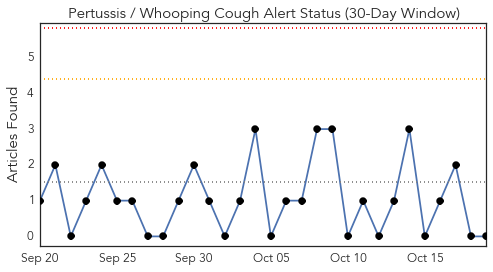 Pertussis / Whooping Cough Alert Status (30-Day Window)
Articles Found
5
4
3
2
1
0
Sep 20 Sep 25 Sep 30 Oct 05 Oct 10 Oct 15